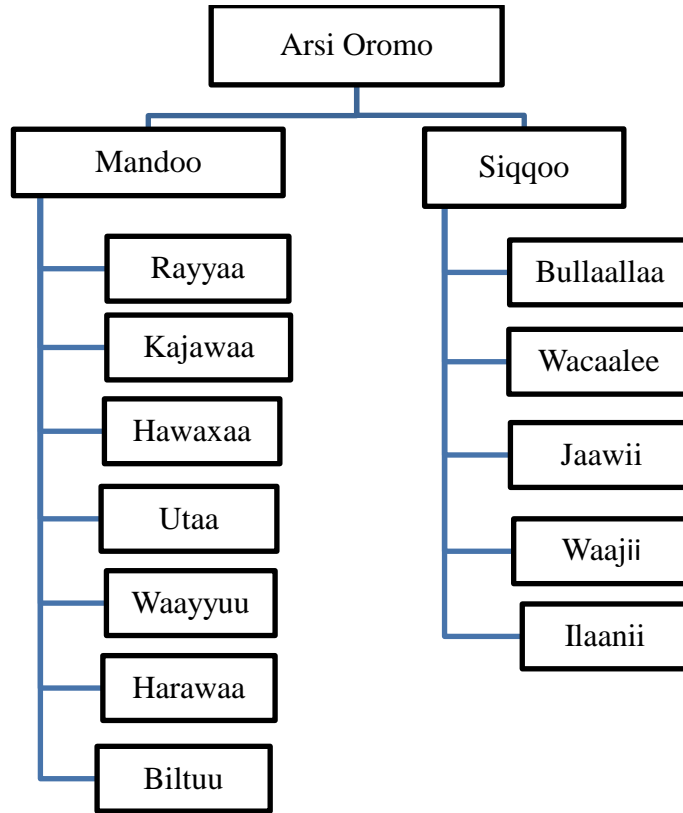 Arsi Oromo
Mandoo
Siqqoo
Rayyaa
Kajawaa
Hawaxaa
Utaa
Waayyuu
Harawaa
Biltuu
Bullaallaa
Wacaalee
Jaawii
Waajii
Ilaanii